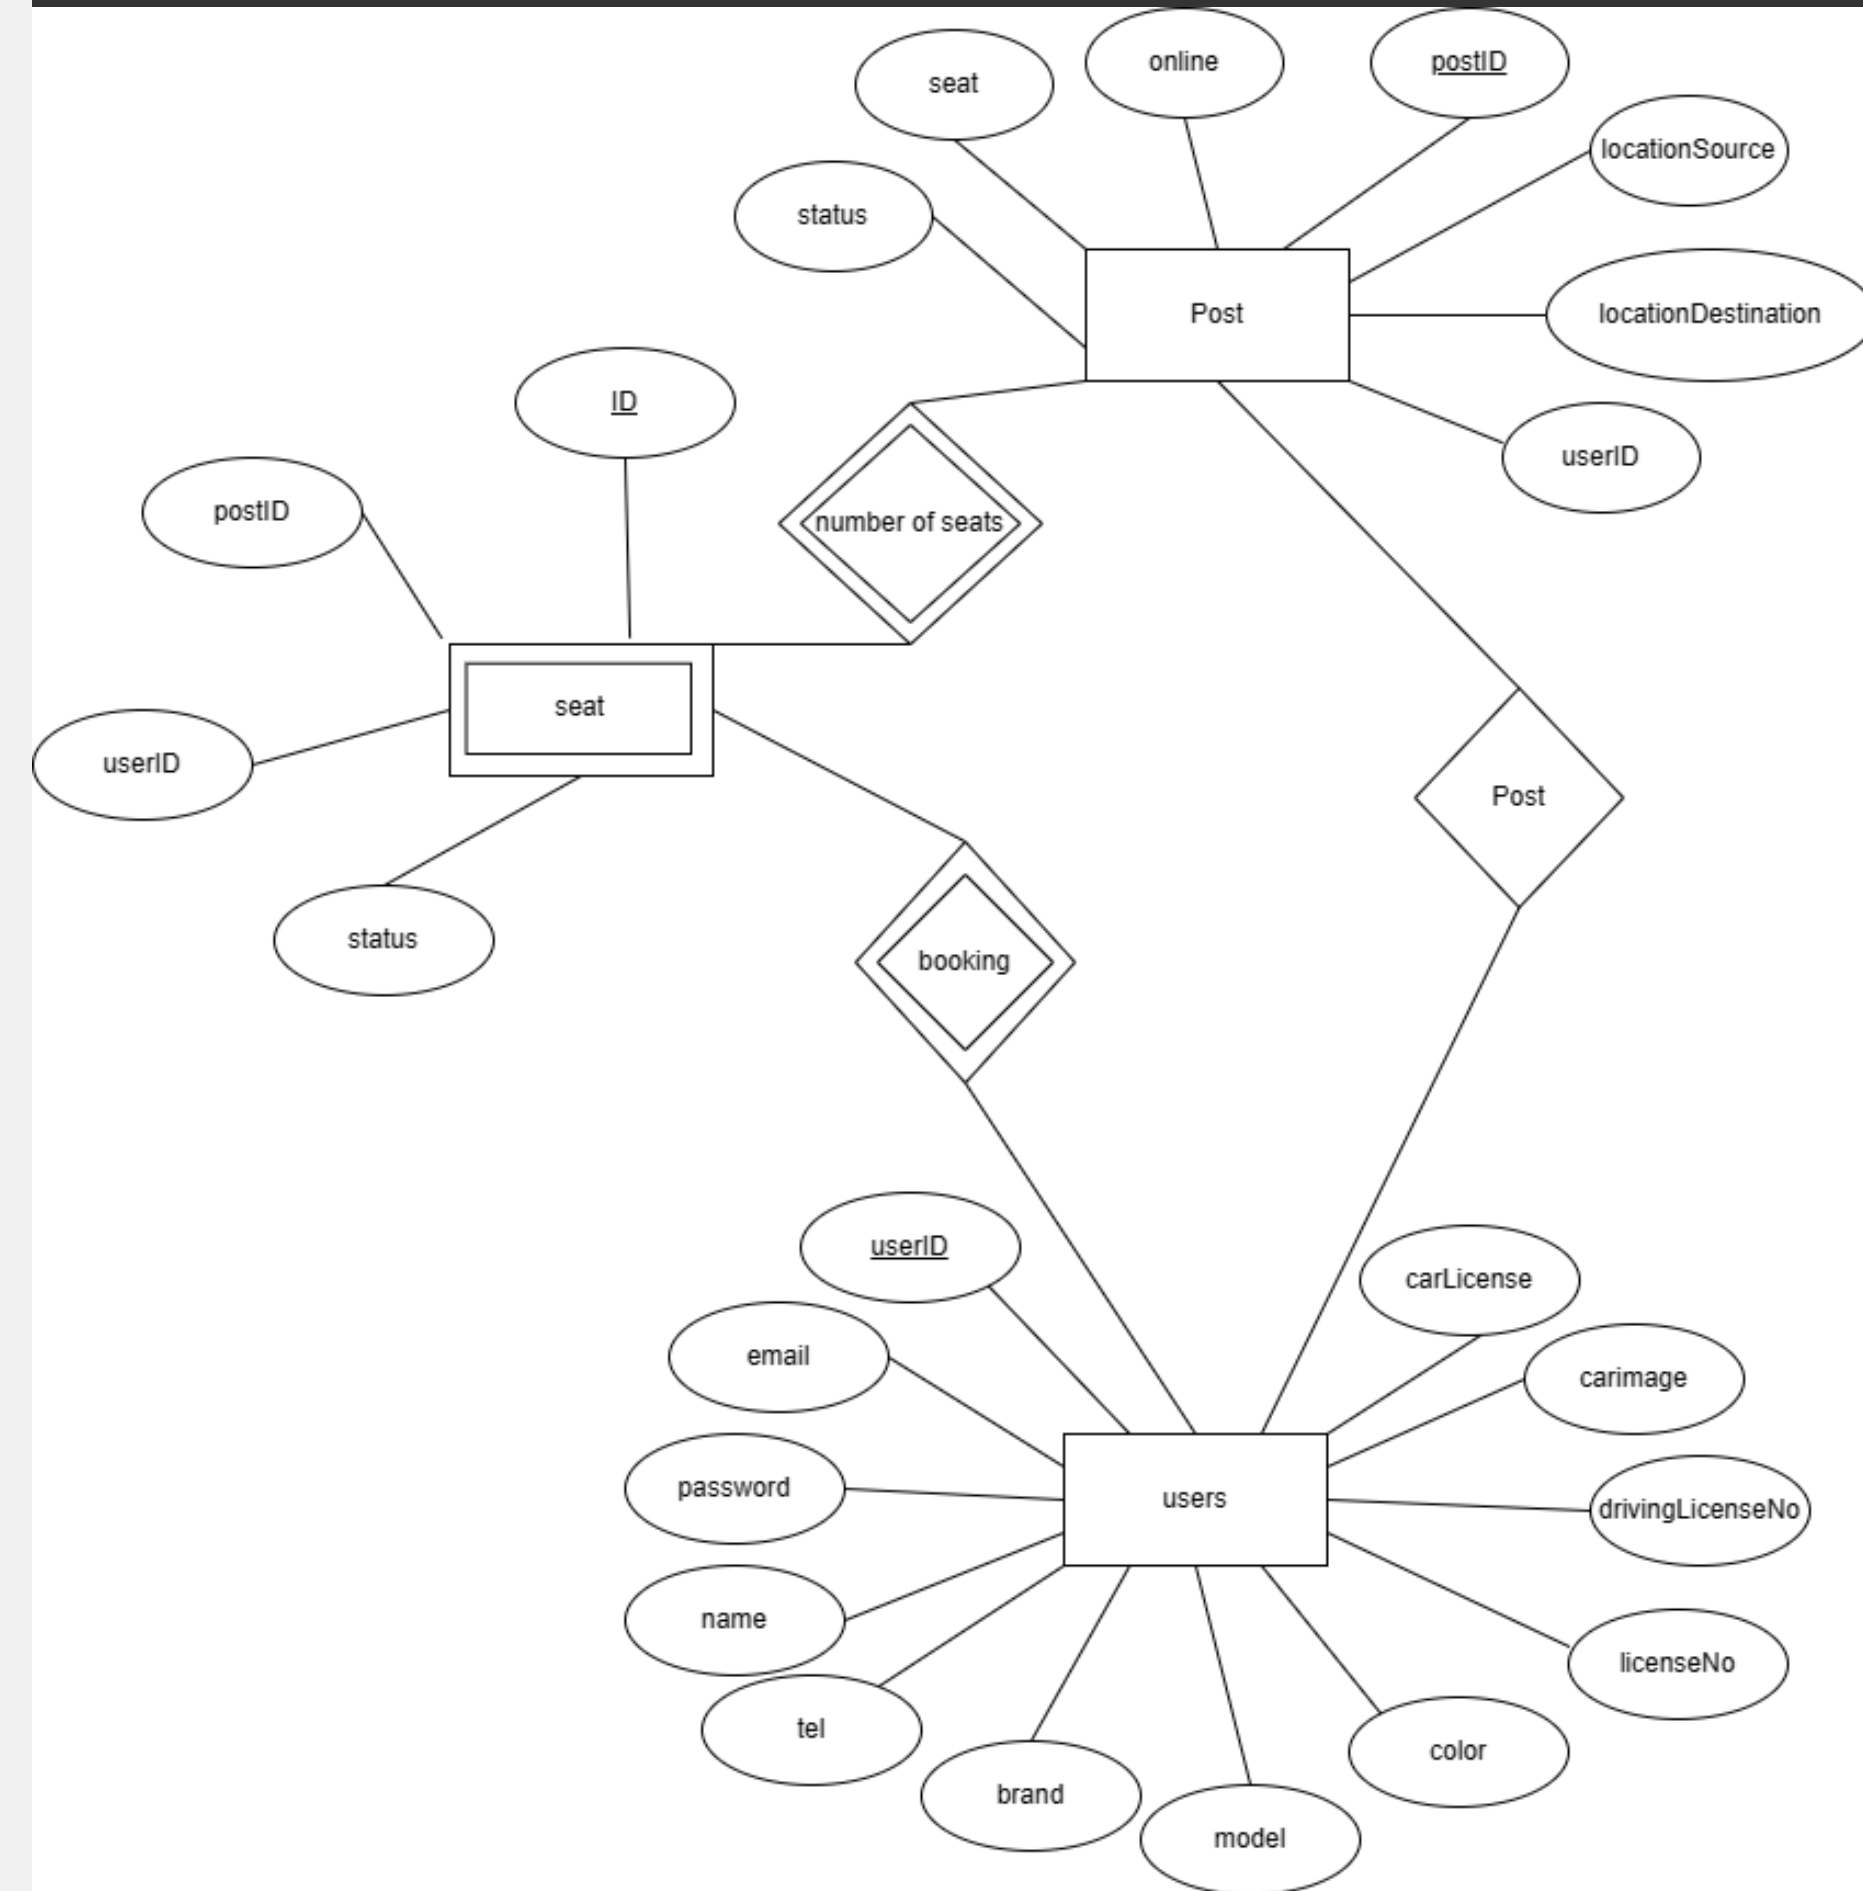 online
postID
seat
locationSource
status
Post
locationDestination
ID
userID
postID
number of seats
seat
userID
Post
status
booking
userID
carLicense
email
carimage
password
users
drivingLicenseNo
name
licenseNo
tel
color
brand
model